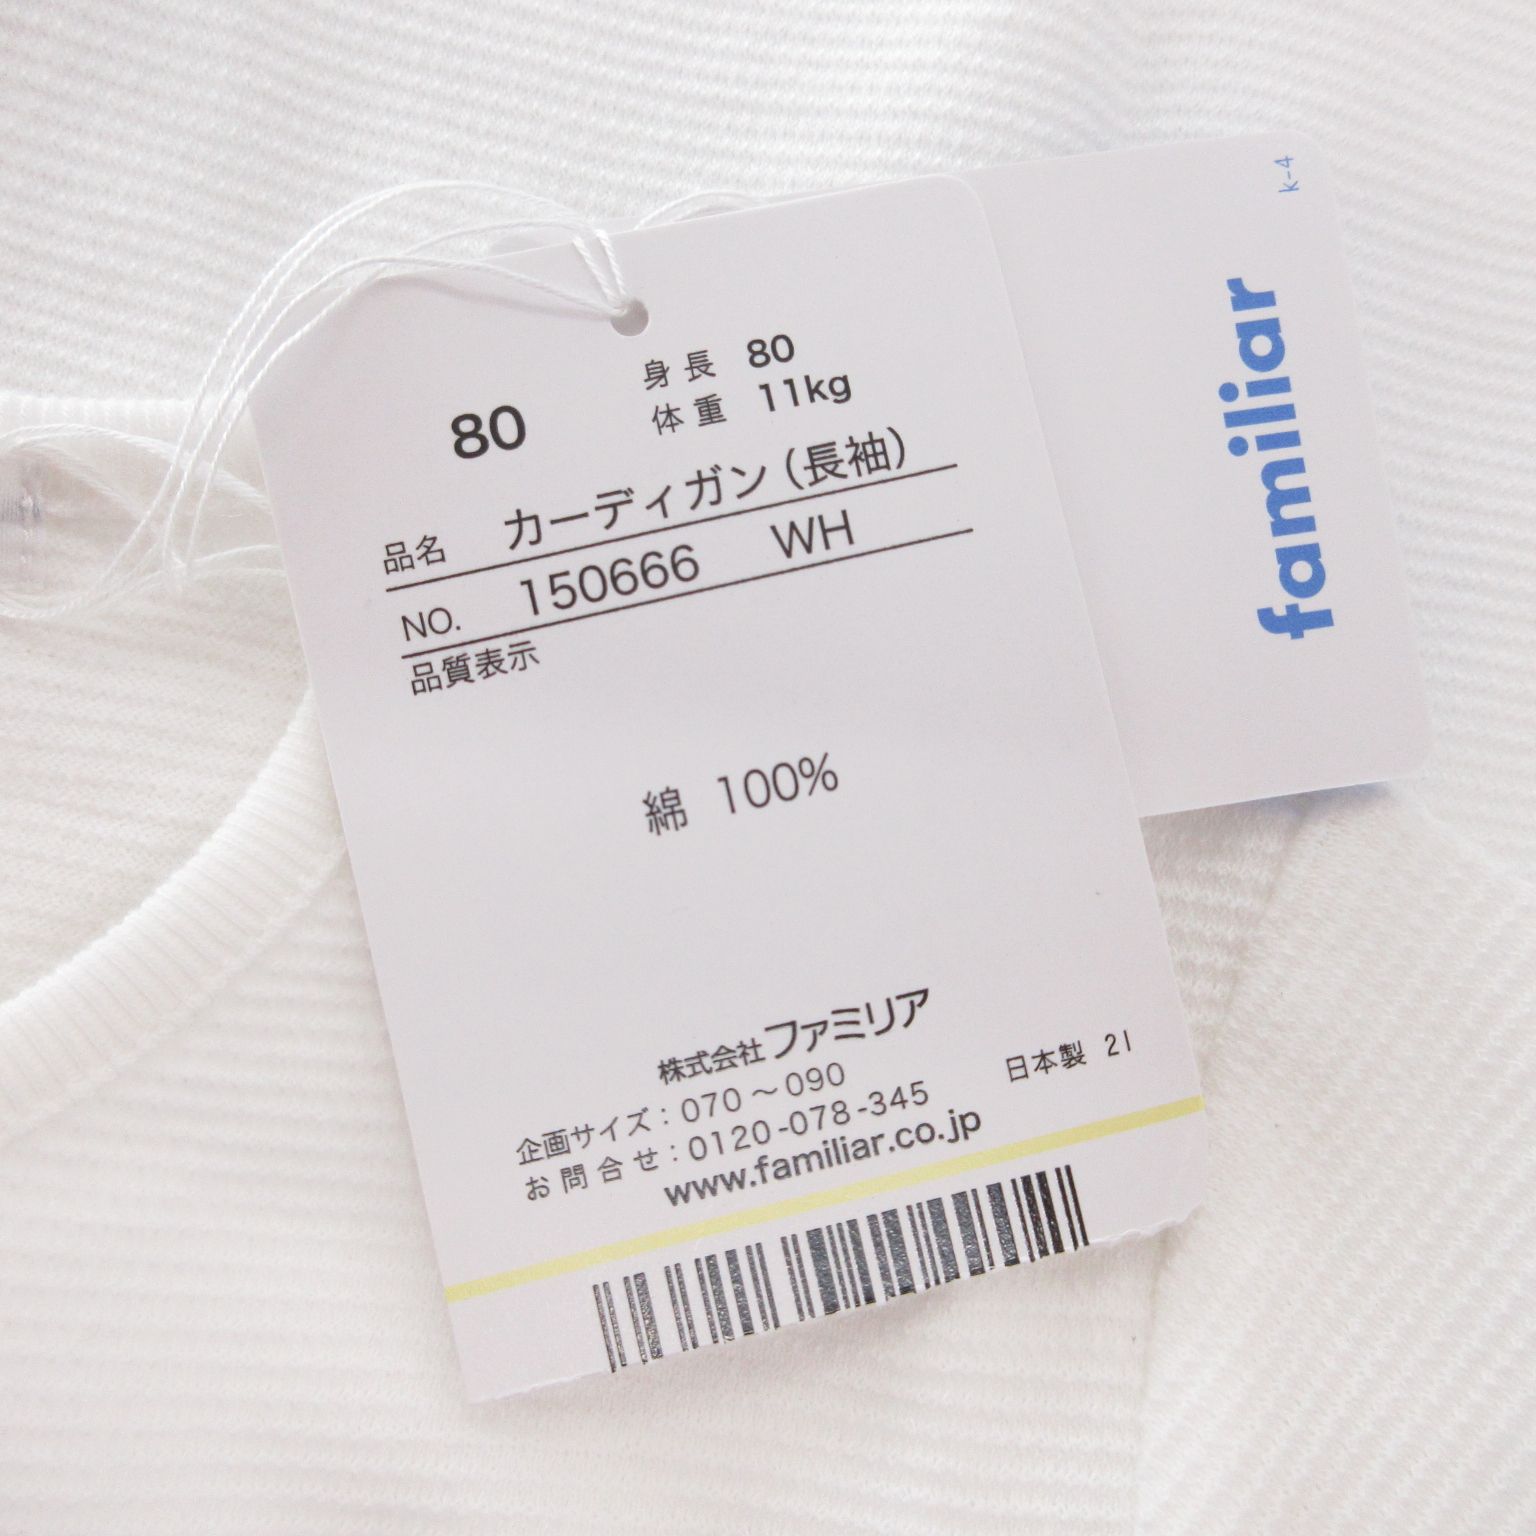 80
身長 80
体重 11kg
品名 カーディガン(長袖)
NO. 150666 WH
品質表示
綿 100%
株式会社ファミリア
企画サイズ:070~090
お問合せ:0120-078-345
www.familiar.co.jp
日本製 21
k-4
familiar